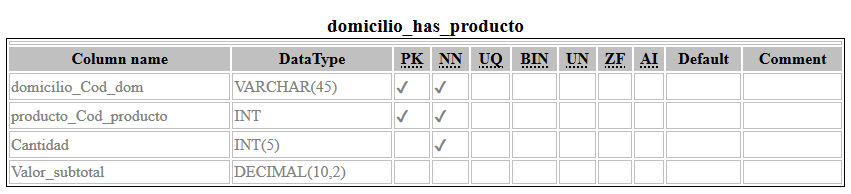 domicilio_has_producto
Column name DataType PK NN UQ BIN UN ZF AI Default Comment
domicilio_Cod_dom VARCHAR(45) ✔ ✔
producto_Cod_producto INT ✔ ✔
Cantidad INT(5) ✔
Valor_subtotal DECIMAL(10,2)